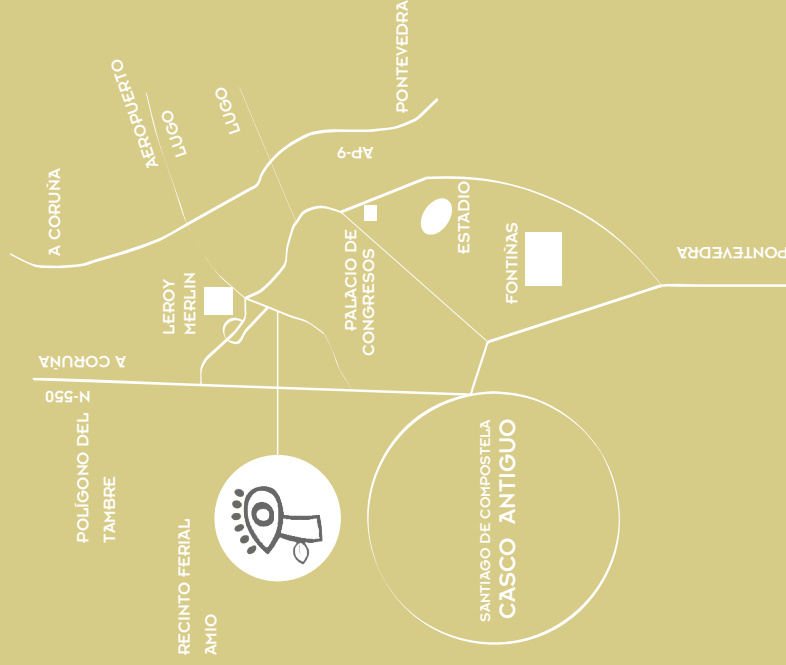 A CORUÑA
A CORUÑA
N-550
POLÍGONO DEL
TAMBRE
AEROPUERTO
LUGO
LEROY
MERLIN
RECINTO FERIAL
AMIO
LUGO
AP-9
PALACIO DE
CONGRESOS
PONTEVEDRA
ESTADIO
SANTIAGO DE COMPOSTELA
CASCO ANTIGUO
FONTIÑAS
PONTEVEDRA